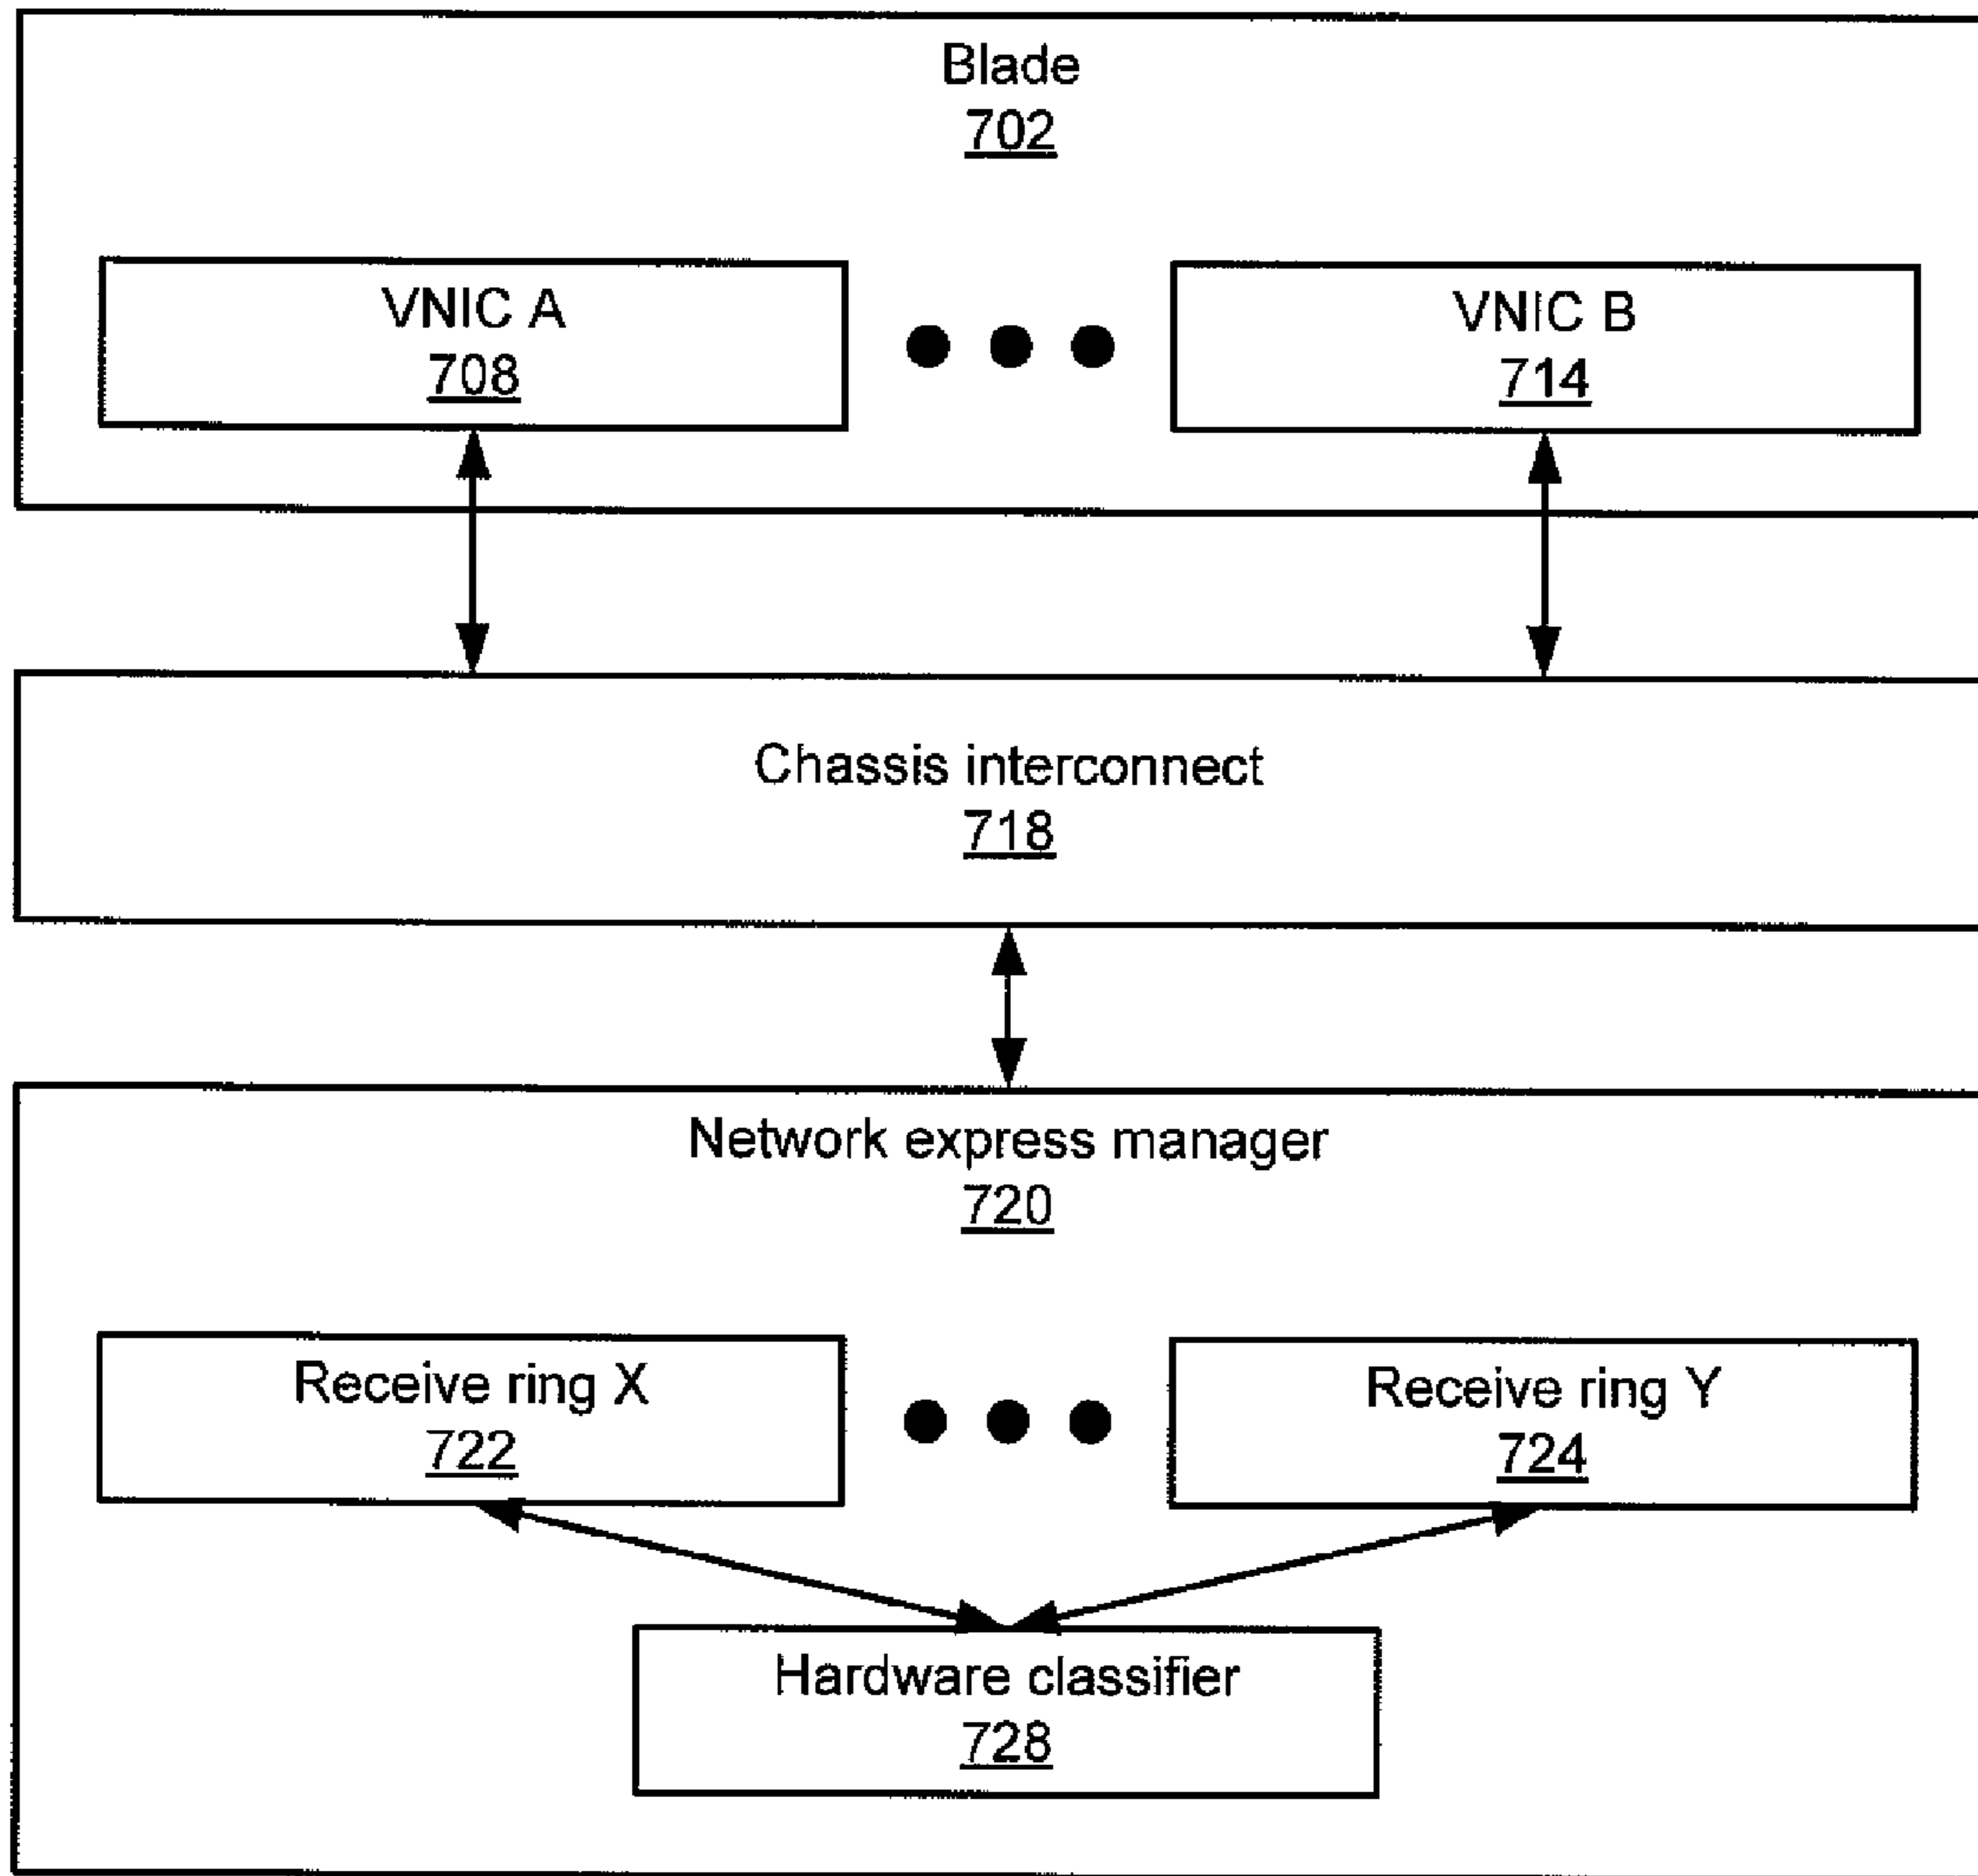 Blade
702
VNIC A
708
VNIC B
714
Chassis interconnect
718
Network express manager
720
Receive ring X
722
Receive ring Y
724
Hardware classifier
728